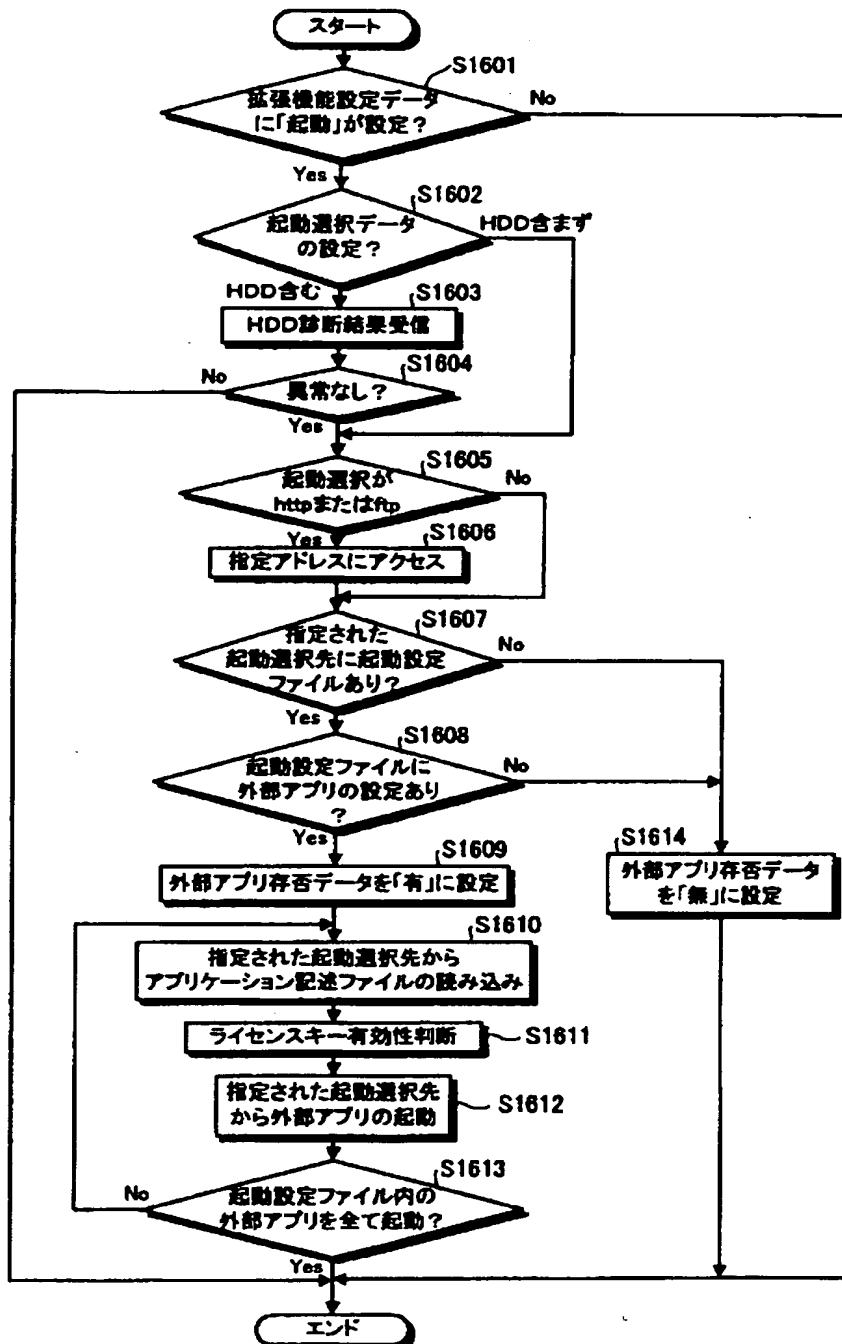 スタート
S1601
拡張機能設定データ
に「起動」が設定?
No
Yes
S1602
起動選択データ
の設定?
HDD含まず
HDD含む
S1603
HDD診断結果受信
S1604
No
異常なし?
Yes
S1605
起動選択が
httpまたはftp
No
Yes
S1606
指定アドレスにアクセス
S1607
指定された
起動選択先に起動設定
ファイルあり?
No
Yes
S1608
起動設定ファイルに
外部アプリの設定あり
?
No
Yes
S1609
外部アプリ存否データを「有」に設定
S1614
外部アプリ存否データ
を「無」に設定
S1610
指定された起動選択先から
アプリケーション記述ファイルの読み込み
ライセンスキー有効性判断
S1611
指定された起動選択先
から外部アプリの起動
S1612
S1613
No
起動設定ファイル内の
外部アプリを全て起動?
Yes
エンド